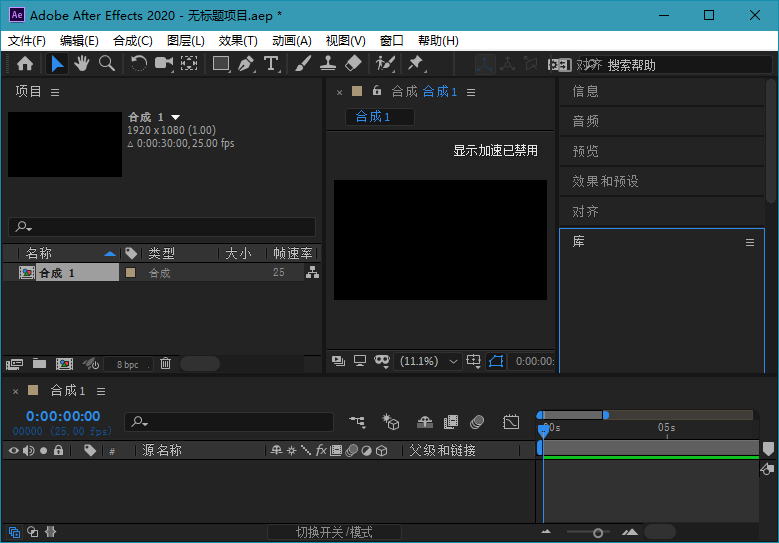 Ae Adobe After Effects 2020 - 无标题项目.aep *
文件(F) 编辑(E) 合成(C) 图层(L) 效果(T) 动画(A) 视图(V) 窗口 帮助(H)
对齐 搜索帮助
项目
合成 1
1920 x 1080 (1.00)
△ 0:00:30:00, 25.00 fps
名称 类型 大小 帧速率
合成 1 合成 25
8 bpc
合成 合成1
合成1
显示加速已禁用
(11.1%) 0:00:00:
信息
音频
预览
效果和预设
对齐
库
合成1
0:00:00:00
00000 (25.00 fps)
:00s 05s
# 源名称 fx 父级和链接
切换开关/模式